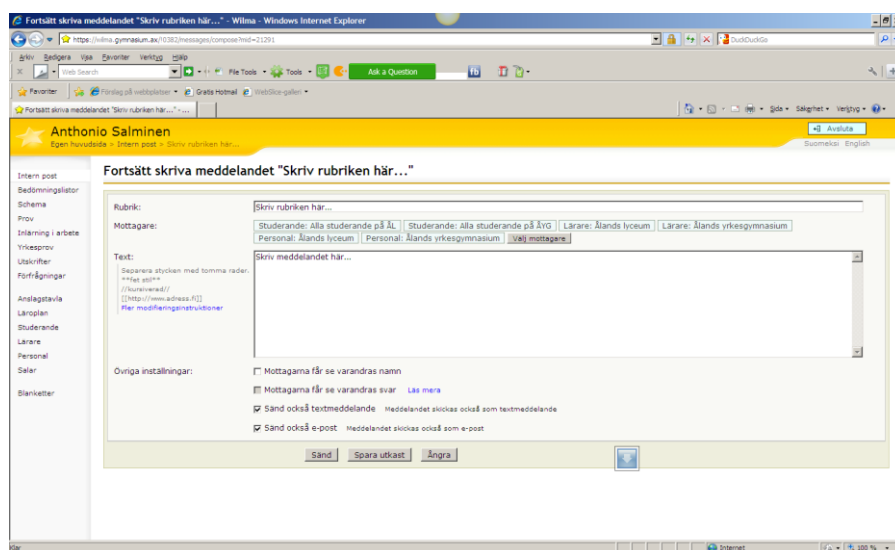 Fortsätt skriva meddelandet "Skriv rubriken här..." - Wilma - Windows Internet Explorer
https://wilma.gymnasium.ax/!0382/messages/compose?mid=21291
DuckDuckGo
Arkiv Redigera Visa Favoriter Verktyg Hjälp
Web Search File Tools Tools Ask a Question
Favoriter Förslag på webbplatser Gratis Hotmail WebSlice-galleri
Fortsätt skriva meddelandet "Skriv rubriken här..." - ... Sida Säkerhet Verktyg
Anthonio Salminen
Avsluta
Egen huvudsida > Intern post > Skriv rubriken här...
Suomeksi English
Intern post
Bedömningslistor
Schema
Prov
Inlärning i arbete
Yrkesprov
Utskrifter
Förfrågningar
Anslagstavla
Läroplan
Studerande
Lärare
Personal
Salar
Blanketter
Fortsätt skriva meddelandet "Skriv rubriken här..."
Rubrik: Skriv rubriken här...
Mottagare: Studerande: Alla studerande på ÅL Studerande: Alla studerande på ÅYG Lärare: Ålands lyceum Lärare: Ålands yrkesgymnasium
Personal: Ålands lyceum Personal: Ålands yrkesgymnasium Välj mottagare
Text: Skriv meddelandet här...
Separera stycken med tomma rader.
**fet stil**
//kursiverad//
[[http://www.adress.fi]]
Fler modifieringsinstruktioner
Övriga inställningar: Mottagarna får se varandras namn
Mottagarna får se varandras svar Läs mera
Sänd också textmeddelande Meddelandet skickas också som textmeddelande
Sänd också e-post Meddelandet skickas också som e-post
Sänd Spara utkast Ångra
Klar Internet 100 %